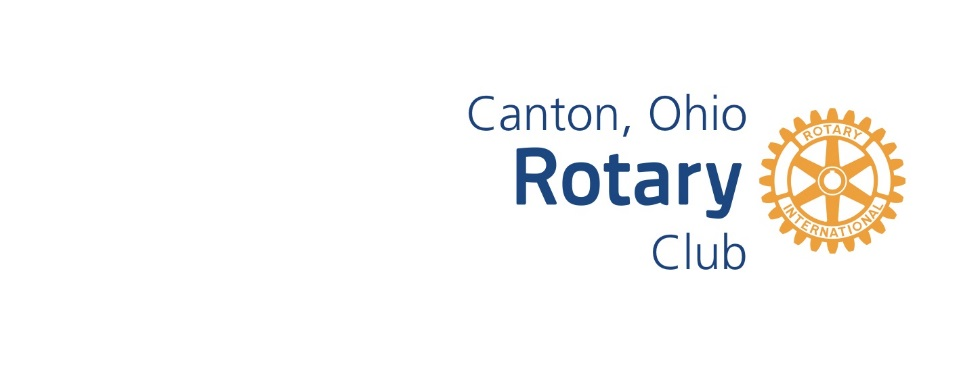 Canton, Ohio
Rotary
Club
ROTARY
INTERNATIONAL